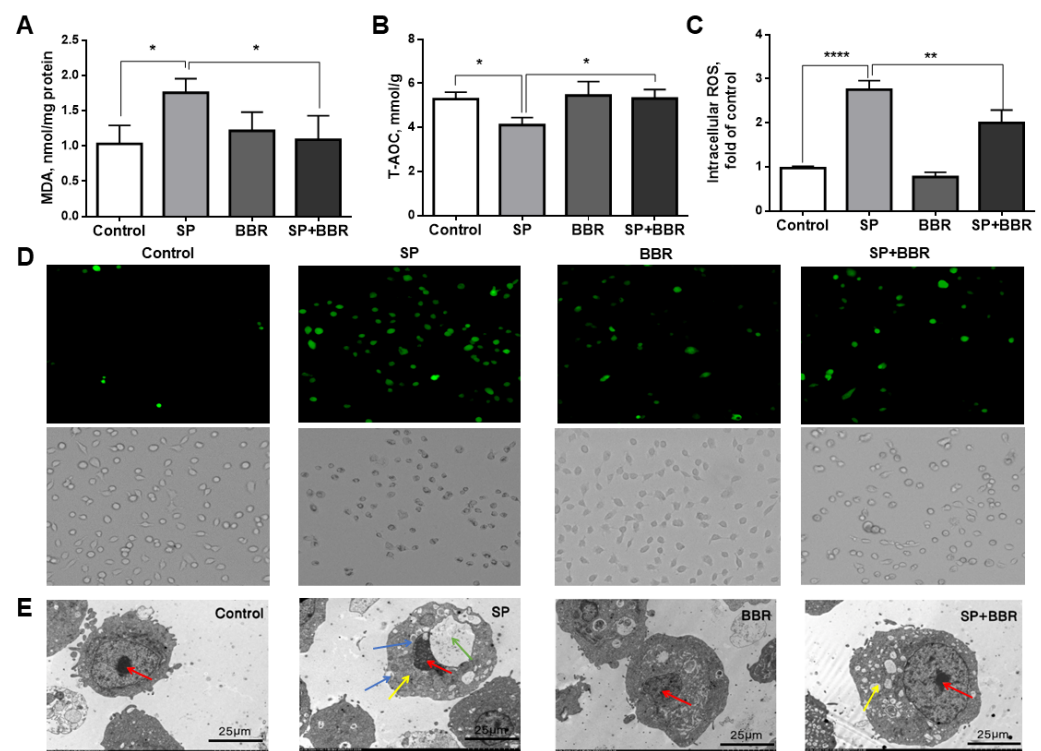 A
MDA, nmol/mg protein
2.5
2.0
1.5
1.0
0.5
0.0
*
*
Control SP BBR SP+BBR
B
T-AOC, mmol/g
8
6
4
2
0
*
*
Control SP BBR SP+BBR
C
Intracellular ROS,
fold of control
4
3
2
1
0
****
**
Control SP BBR SP+BBR
D
Control SP BBR SP+BBR
E
Control
25μm
SP
25μm
BBR
25μm
SP+BBR
25μm